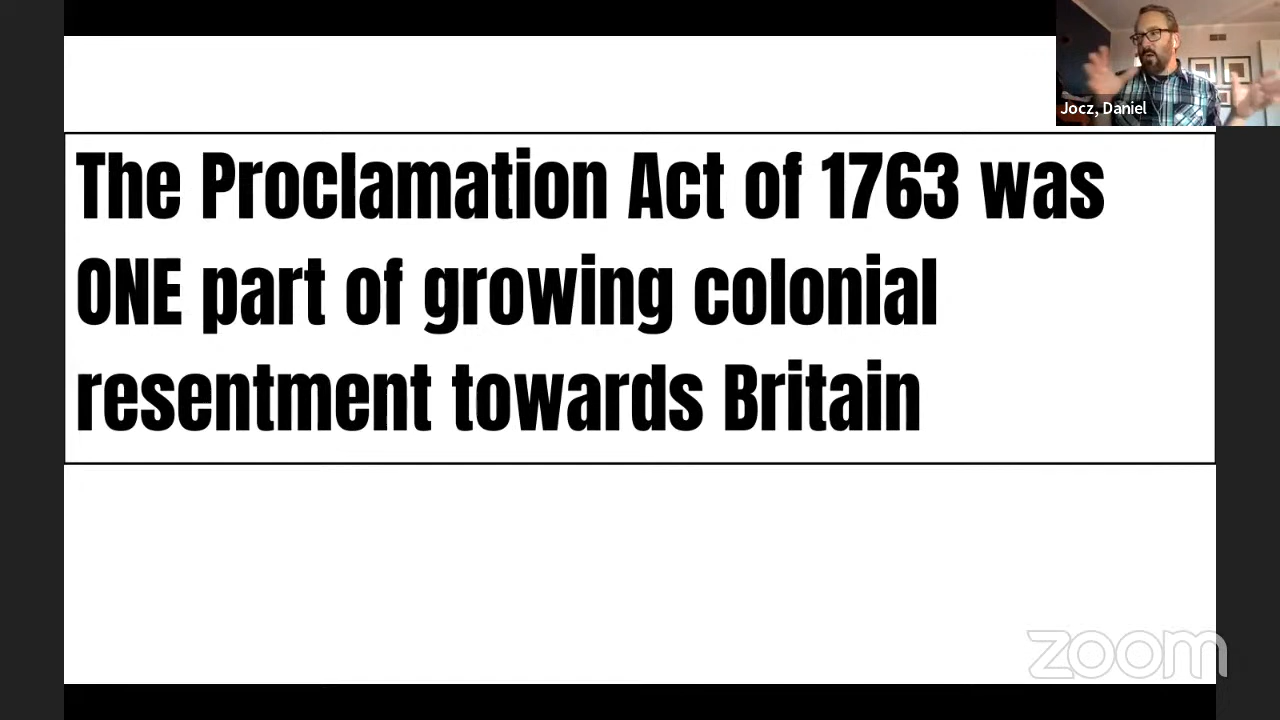 Jocz, Daniel
The Proclamation Act of 1763 was
ONE part of growing colonial
resentment towards Britain
zoom